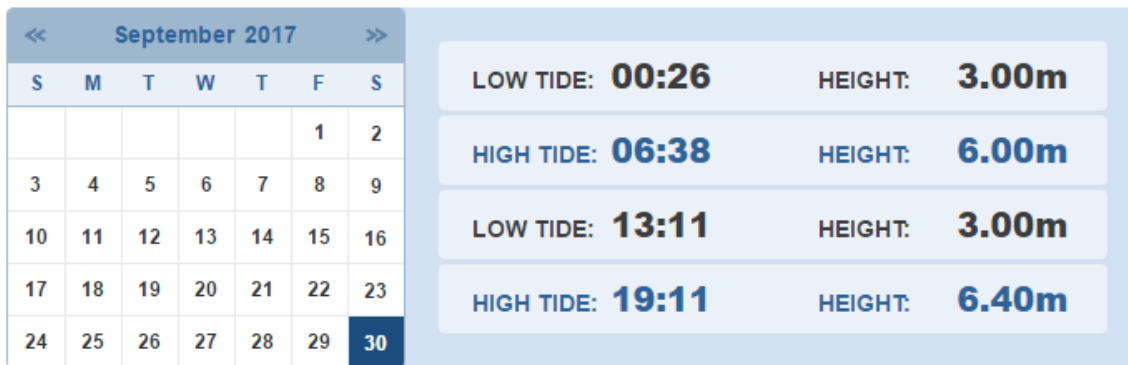 « September 2017 »
S M T W T F S
1 2
3 4 5 6 7 8 9
10 11 12 13 14 15 16
17 18 19 20 21 22 23
24 25 26 27 28 29 30
LOW TIDE: 00:26 HEIGHT: 3.00m
HIGH TIDE: 06:38 HEIGHT: 6.00m
LOW TIDE: 13:11 HEIGHT: 3.00m
HIGH TIDE: 19:11 HEIGHT: 6.40m